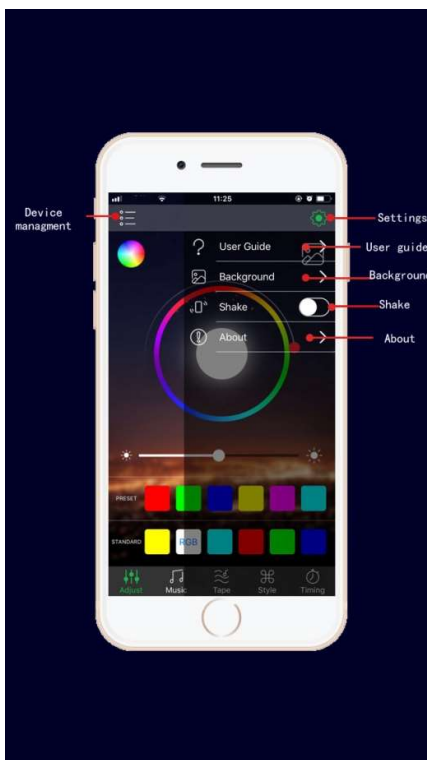 11:25
Device
managment
Settings
User Guide
User guide
Background
Background
Shake
Shake
About
About
PRESET
STANDARD
RGB
Adjust
Music
Tape
Style
Timing